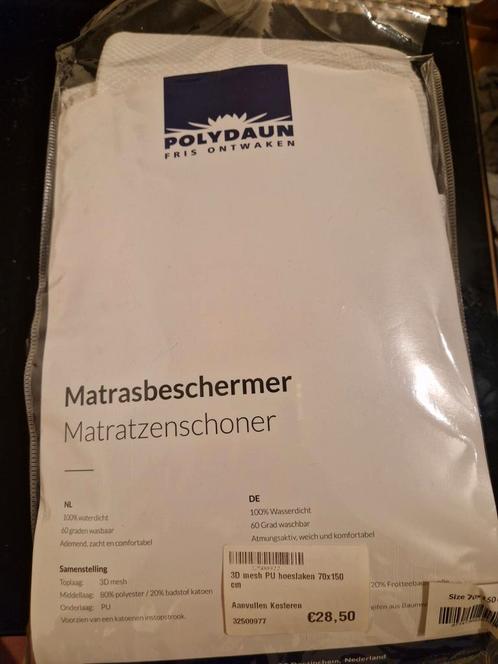 POLYDAUN
FRIS ONTWAKEN
Matrasbeschermer
Matratzenschoner
NL
100% waterdicht
60 graden wasbaar
Ademend, zacht en comfortabel
DE
100% Wasserdicht
60 Grad waschbar
Atmungsaktiv, weich und komfortabel
Samenstelling
Toplaag: 3D mesh
Middellaag: 80% polyester / 20% badstof katoen
Onderlaag: PU
Voorzien van een katoenen instopstrook.
3D mesh PU hoeslaken 70x150
cm
Aanvullen Kesteren
32500977
€28,50
20%
Size
Nederland